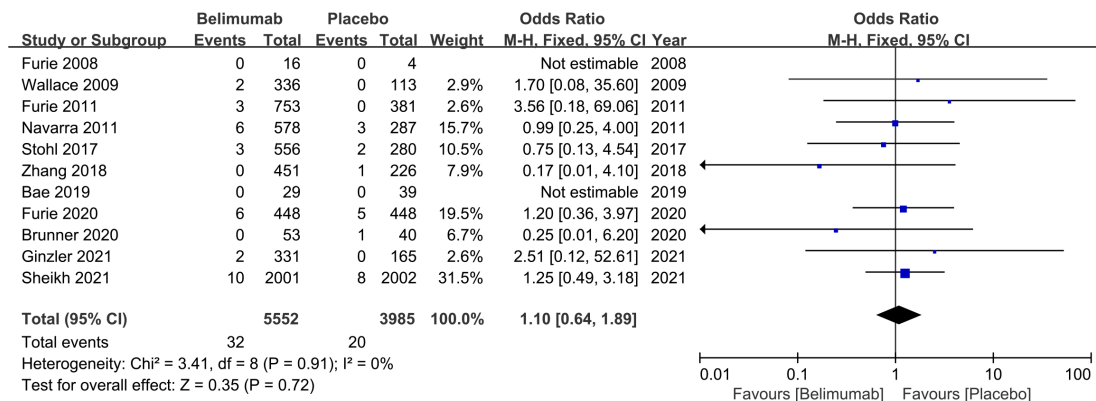 Belimumab Placebo Odds Ratio Odds Ratio
Study or Subgroup Events Total Events Total Weight M-H, Fixed, 95% CI Year M-H, Fixed, 95% CI
Furie 2008 0 16 0 4 Not estimable 2008
Wallace 2009 2 336 0 113 2.9% 1.70 [0.08, 35.60] 2009
Furie 2011 3 753 0 381 2.6% 3.56 [0.18, 69.06] 2011
Navarra 2011 6 578 3 287 15.7% 0.99 [0.25, 4.00] 2011
Stohl 2017 3 556 2 280 10.5% 0.75 [0.13, 4.54] 2017
Zhang 2018 0 451 1 226 7.9% 0.17 [0.01, 4.10] 2018
Bae 2019 0 29 0 39 Not estimable 2019
Furie 2020 6 448 5 448 19.5% 1.20 [0.36, 3.97] 2020
Brunner 2020 0 53 1 40 6.7% 0.25 [0.01, 6.20] 2020
Ginzler 2021 2 331 0 165 2.6% 2.51 [0.12, 52.61] 2021
Sheikh 2021 10 2001 8 2002 31.5% 1.25 [0.49, 3.18] 2021
Total (95% CI) 5552 3985 100.0% 1.10 [0.64, 1.89]
Total events 32 20
Heterogeneity: Chi² = 3.41, df = 8 (P = 0.91); I² = 0%
Test for overall effect: Z = 0.35 (P = 0.72)
0.01 0.1 1 10 100
Favours [Belimumab] Favours [Placebo]